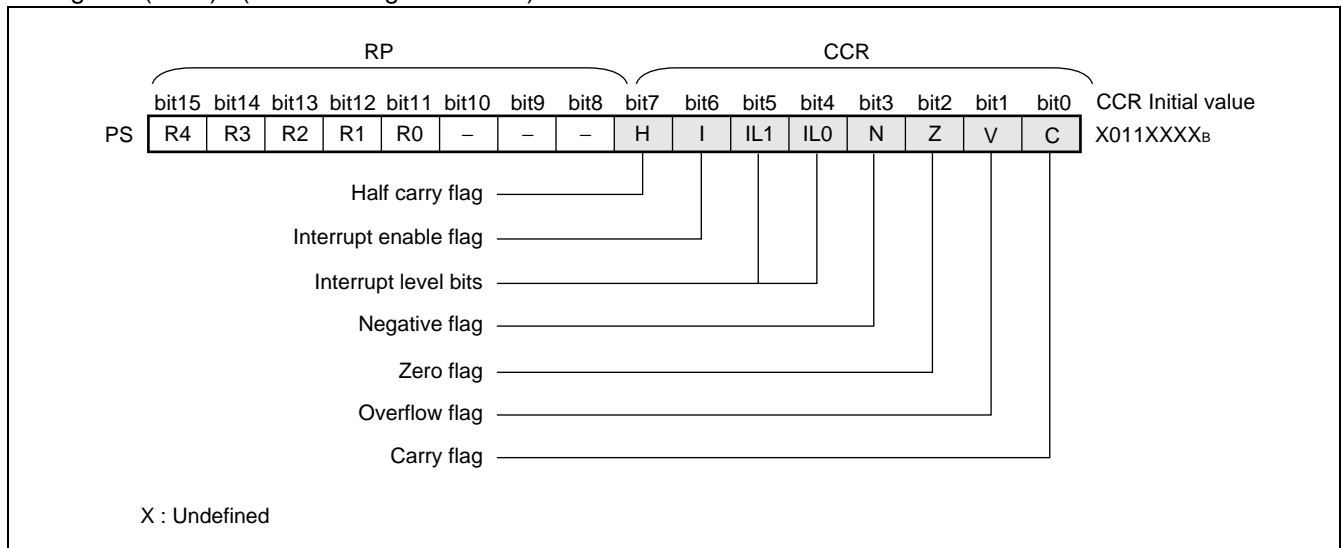 RP CCR
bit15 bit14 bit13 bit12 bit11 bit10 bit9 bit8 bit7 bit6 bit5 bit4 bit3 bit2 bit1 bit0 CCR Initial value
PS R4 R3 R2 R1 R0 – – – H I IL1 IL0 N Z V C X011XXXXB
Half carry flag
Interrupt enable flag
Interrupt level bits
Negative flag
Zero flag
Overflow flag
Carry flag
X : Undefined